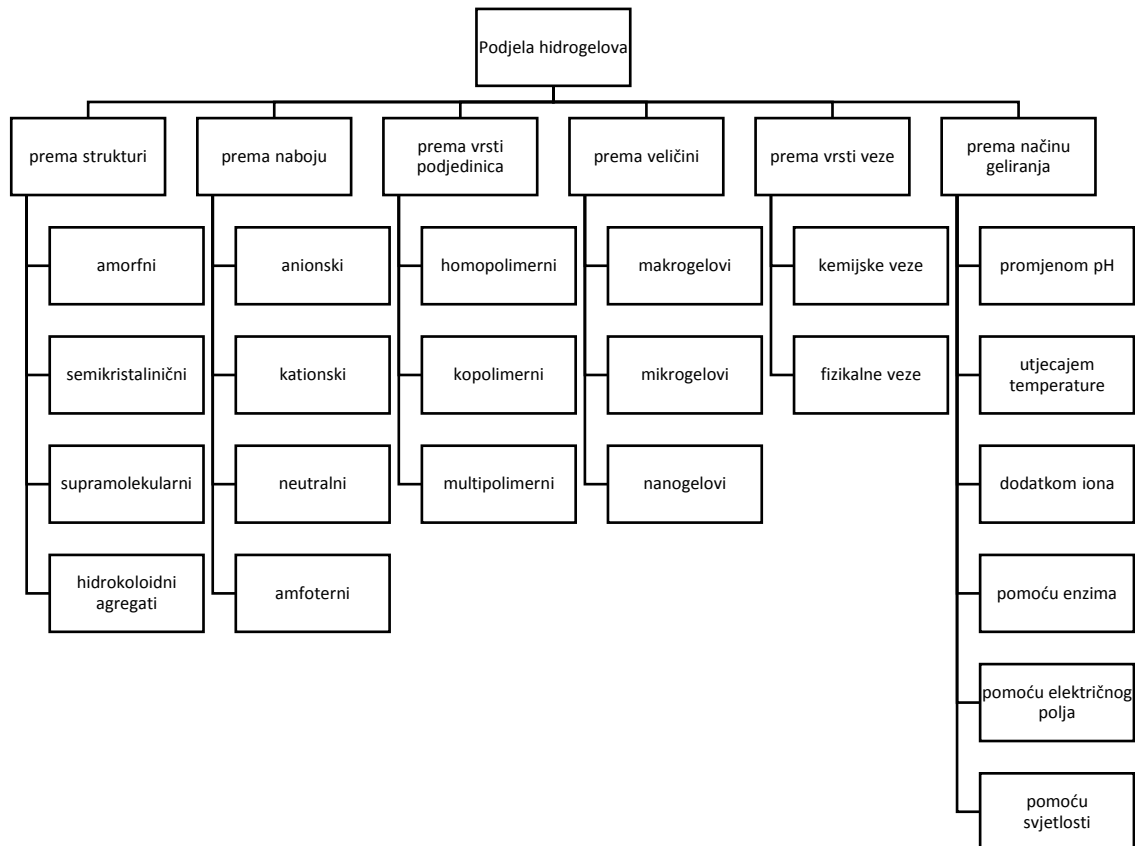 Podjela hidrogelova
prema strukturi
amorfni
semikristalinični
supramolekularni
hidrokoloidni
agregati
prema naboju
anionski
kationski
neutralni
amfoterni
prema vrsti
podjedinica
homopolimerni
kopolimerni
multipolimerni
prema veličini
makrogelovi
mikrogelovi
nanogelovi
prema vrsti veze
kemijske veze
fizikalne veze
prema načinu
geliranja
promjenom pH
utjecajem
temperature
dodatkom iona
pomoću enzima
pomoću električnog
polja
pomoću
svjetlosti